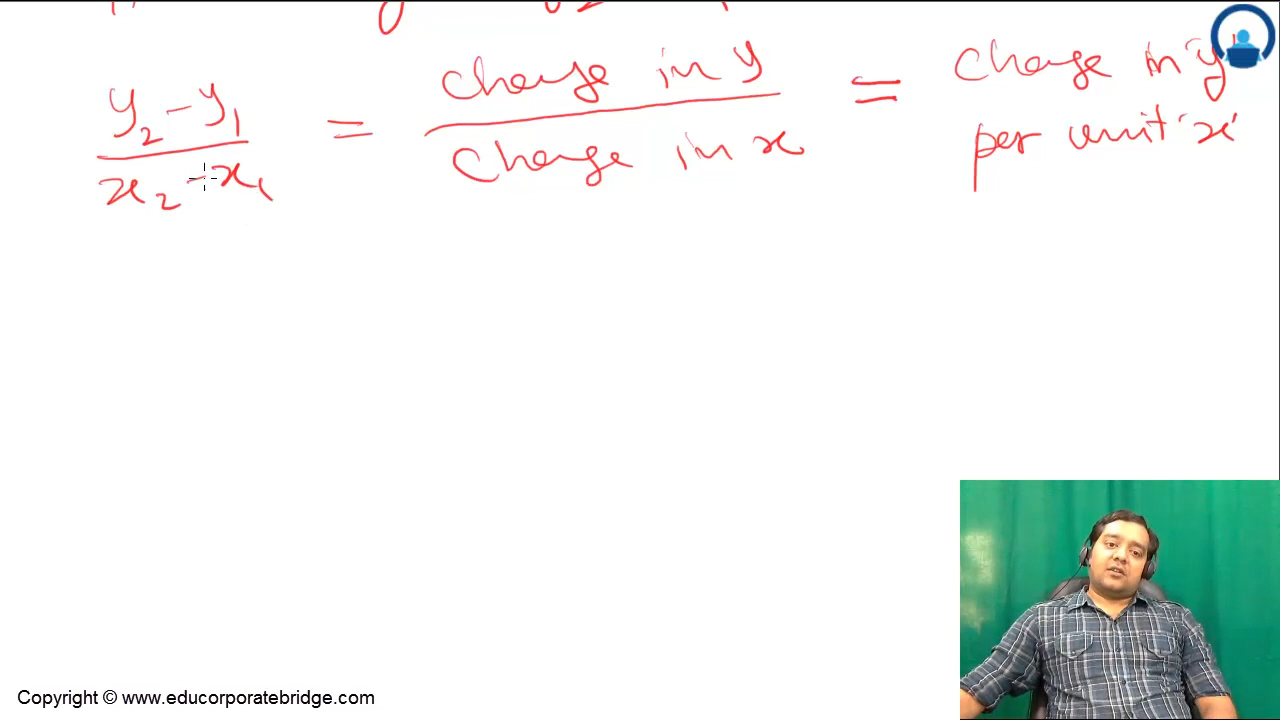 y₂ - y₁ / x₂ - x₁ = change in y / change in x = change in 'y' per unit 'x'
Copyright © www.educorporatebridge.com